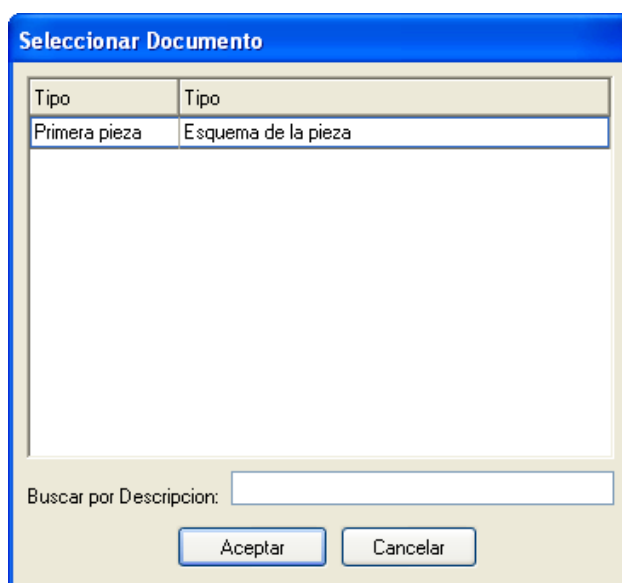 Seleccionar Documento
Tipo Tipo
Primera pieza Esquema de la pieza
Buscar por Descripcion:
Aceptar Cancelar